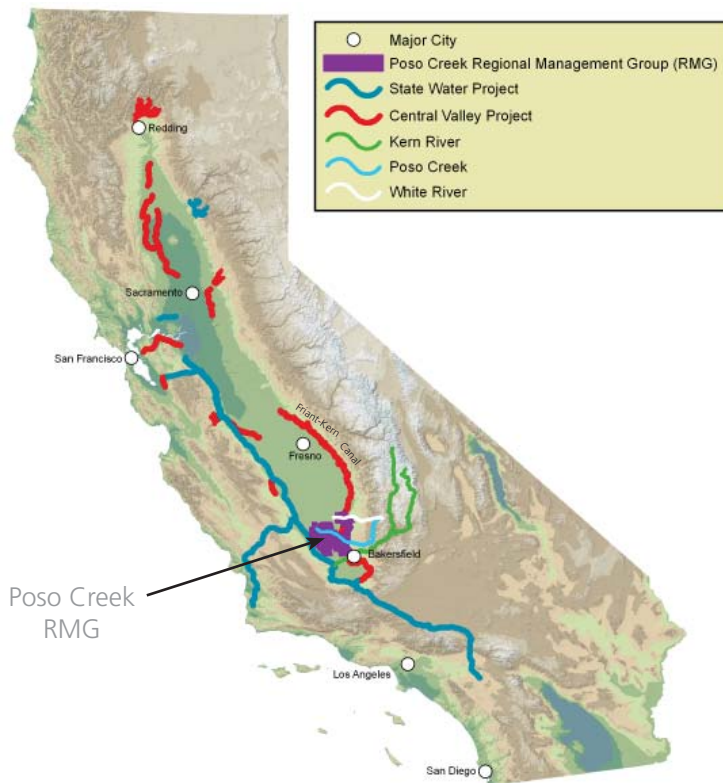 Major City
Poso Creek Regional Management Group (RMG)
State Water Project
Central Valley Project
Kern River
Poso Creek
White River
Redding
Sacramento
San Francisco
Friant-Kern Canal
Fresno
Bakersfield
Poso Creek
RMG
Los Angeles
San Diego